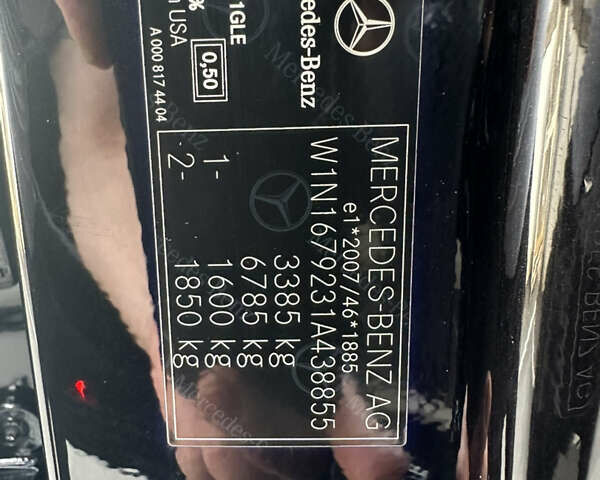 MERCEDES-BENZ AG
e1*2007/46*1885
W1N1679231A438855
3385 kg
6785 kg
1- 1600 kg
2- 1850 kg
Mercedes-Benz
1GLE
%
0,50
USA
A 000 817 44 04